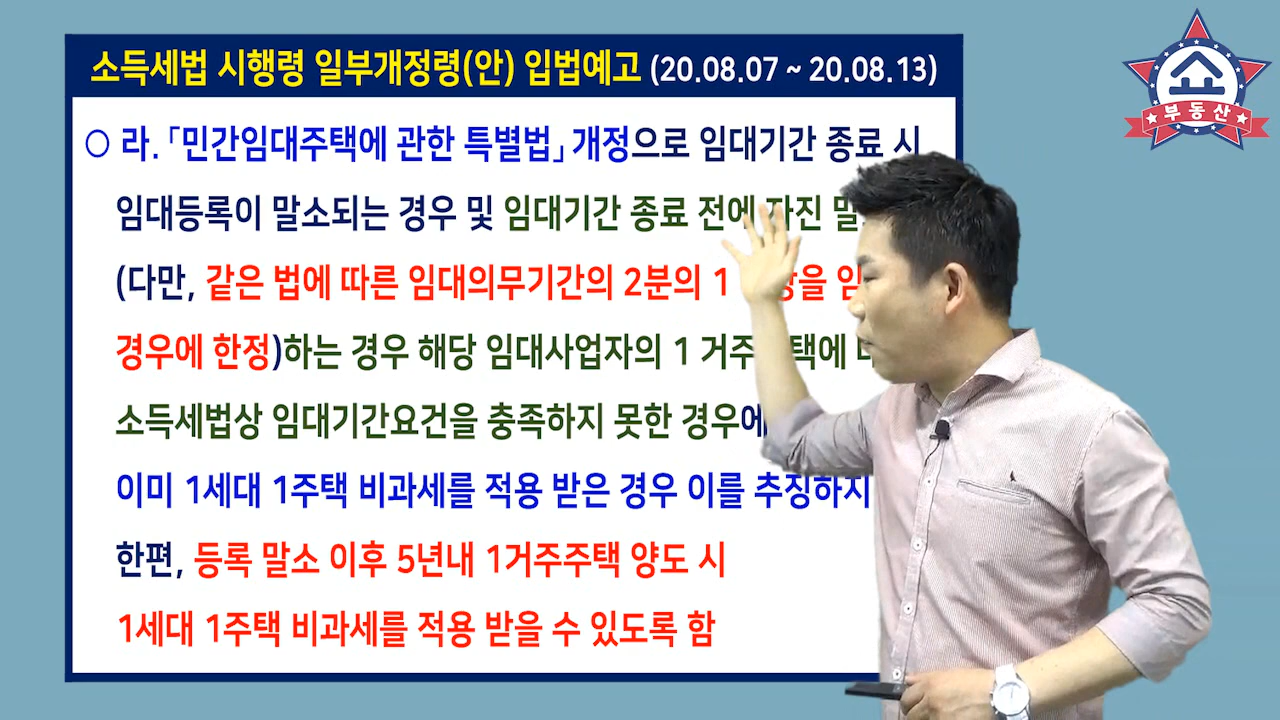 소득세법 시행령 일부개정령(안) 입법예고 (20.08.07 ~ 20.08.13)
부동산
○ 라.「민간임대주택에 관한 특별법」개정으로 임대기간 종료 시
임대등록이 말소되는 경우 및 임대기간 종료 전에 자진
(다만, 같은 법에 따른 임대의무기간의 2분의 1
경우에 한정)하는 경우 해당 임대사업자의 1
소득세법상 임대기간요건을 충족하지 못한 경우에
이미 1세대 1주택 비과세를 적용 받은 경우 이를 추징하지
한편, 등록 말소 이후 5년내 1거주주택 양도 시
1세대 1주택 비과세를 적용 받을 수 있도록 함